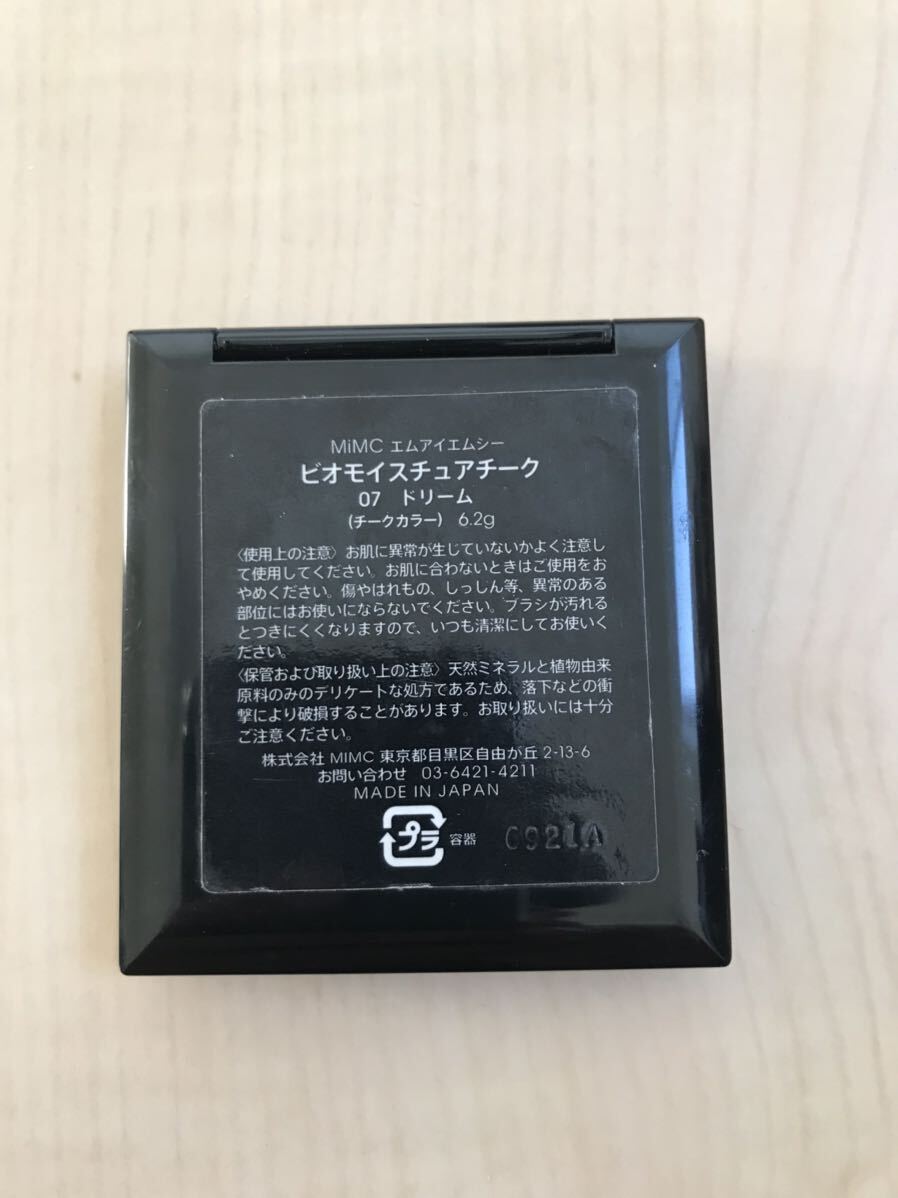 MiMC エムアイエムシー
ビオモイスチュアチーク
07 ドリーム
(チークカラー) 6.2g
〈使用上の注意〉お肌に異常が生じていないかよく注意し
て使用してください。お肌に合わないときはご使用をお
やめください。傷やはれもの、しっしん等、異常のある
部位にはお使いにならないでください。ブラシが汚れる
とつきにくくなりますので、いつも清潔にしてお使いく
ださい。
〈保管および取り扱い上の注意〉天然ミネラルと植物由来
原料のみのデリケートな処方であるため、落下などの衝
撃により破損することがあります。お取り扱いには十分
ご注意ください。
株式会社 MIMC 東京都目黒区自由が丘 2-13-6
お問い合わせ 03-6421-4211
MADE IN JAPAN
プラ 容器